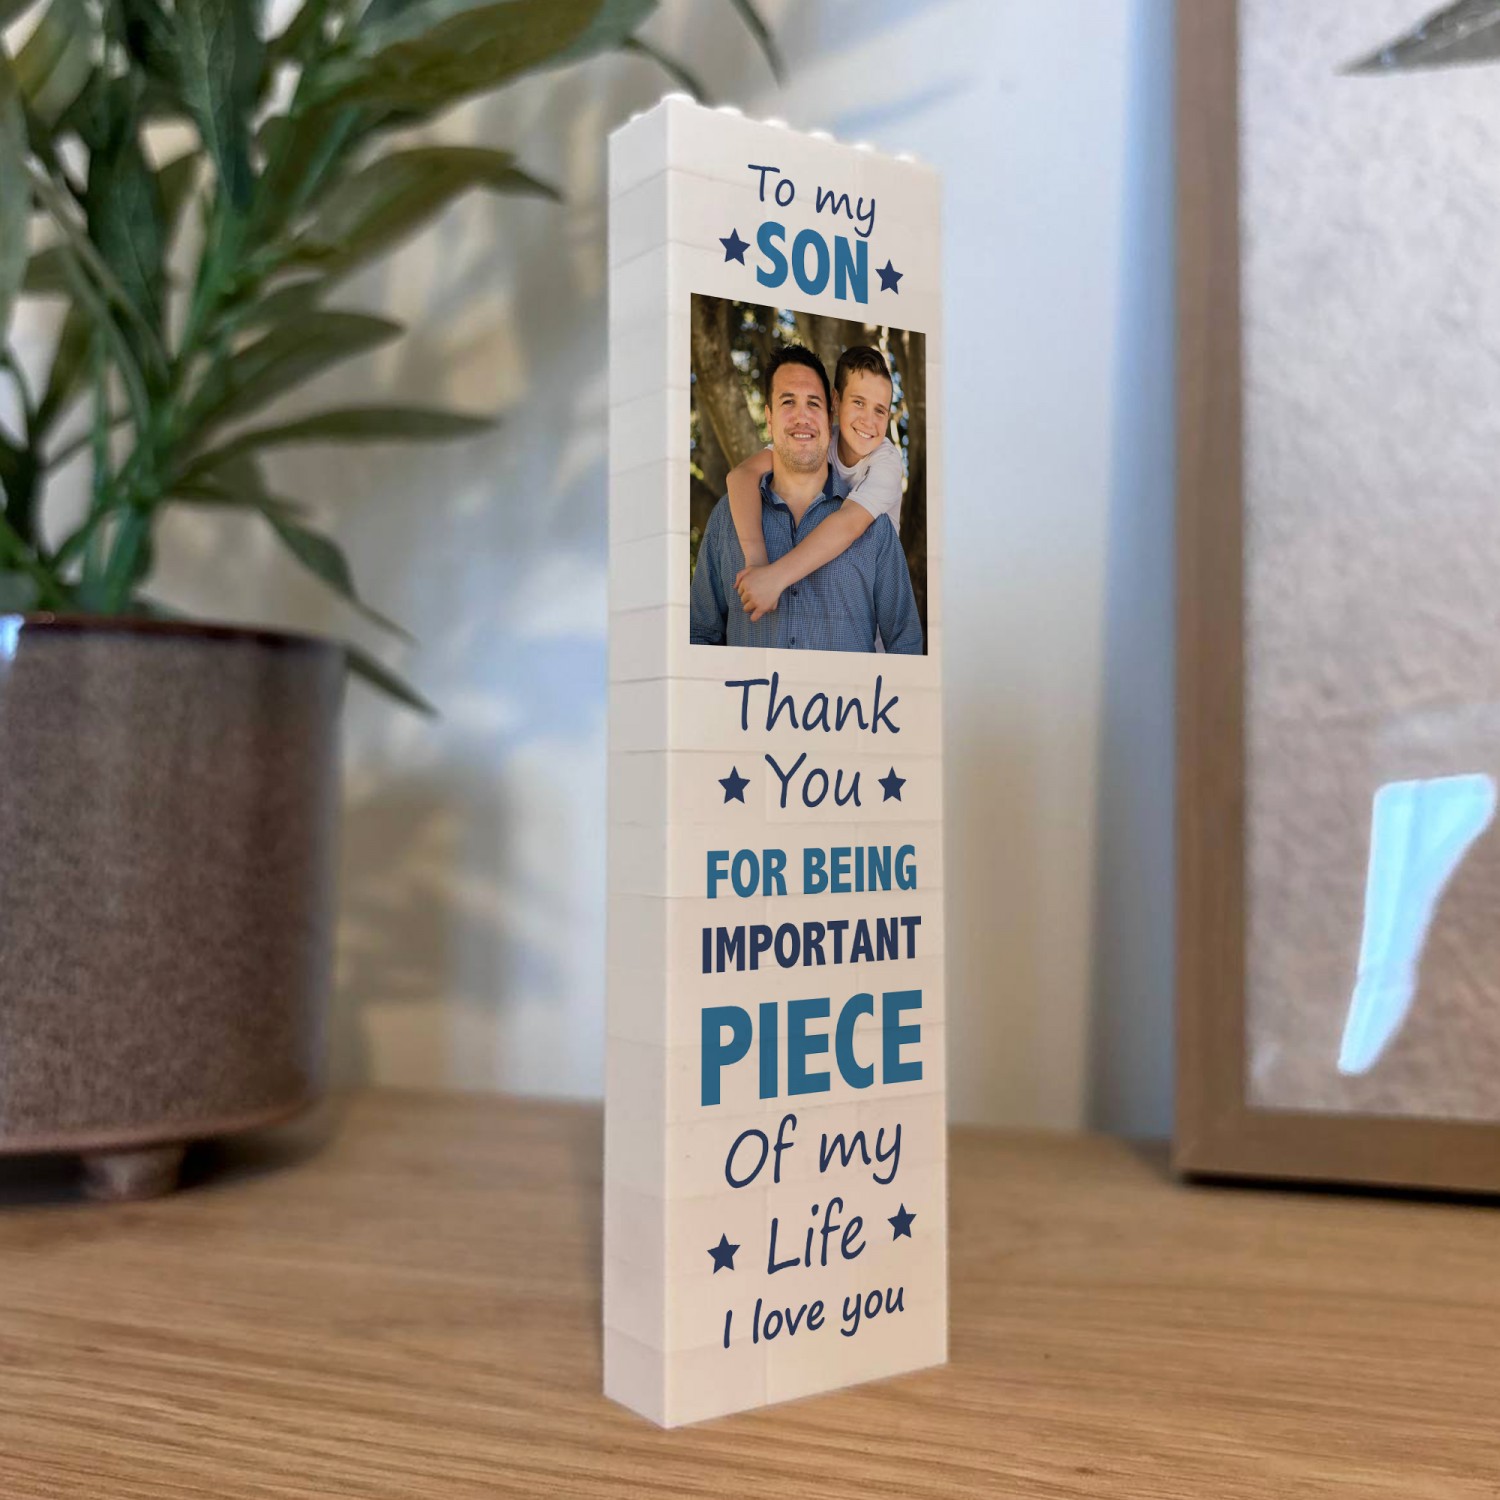 To my
SON
Thank
You
FOR BEING
IMPORTANT
PIECE
Of my
Life
I love you